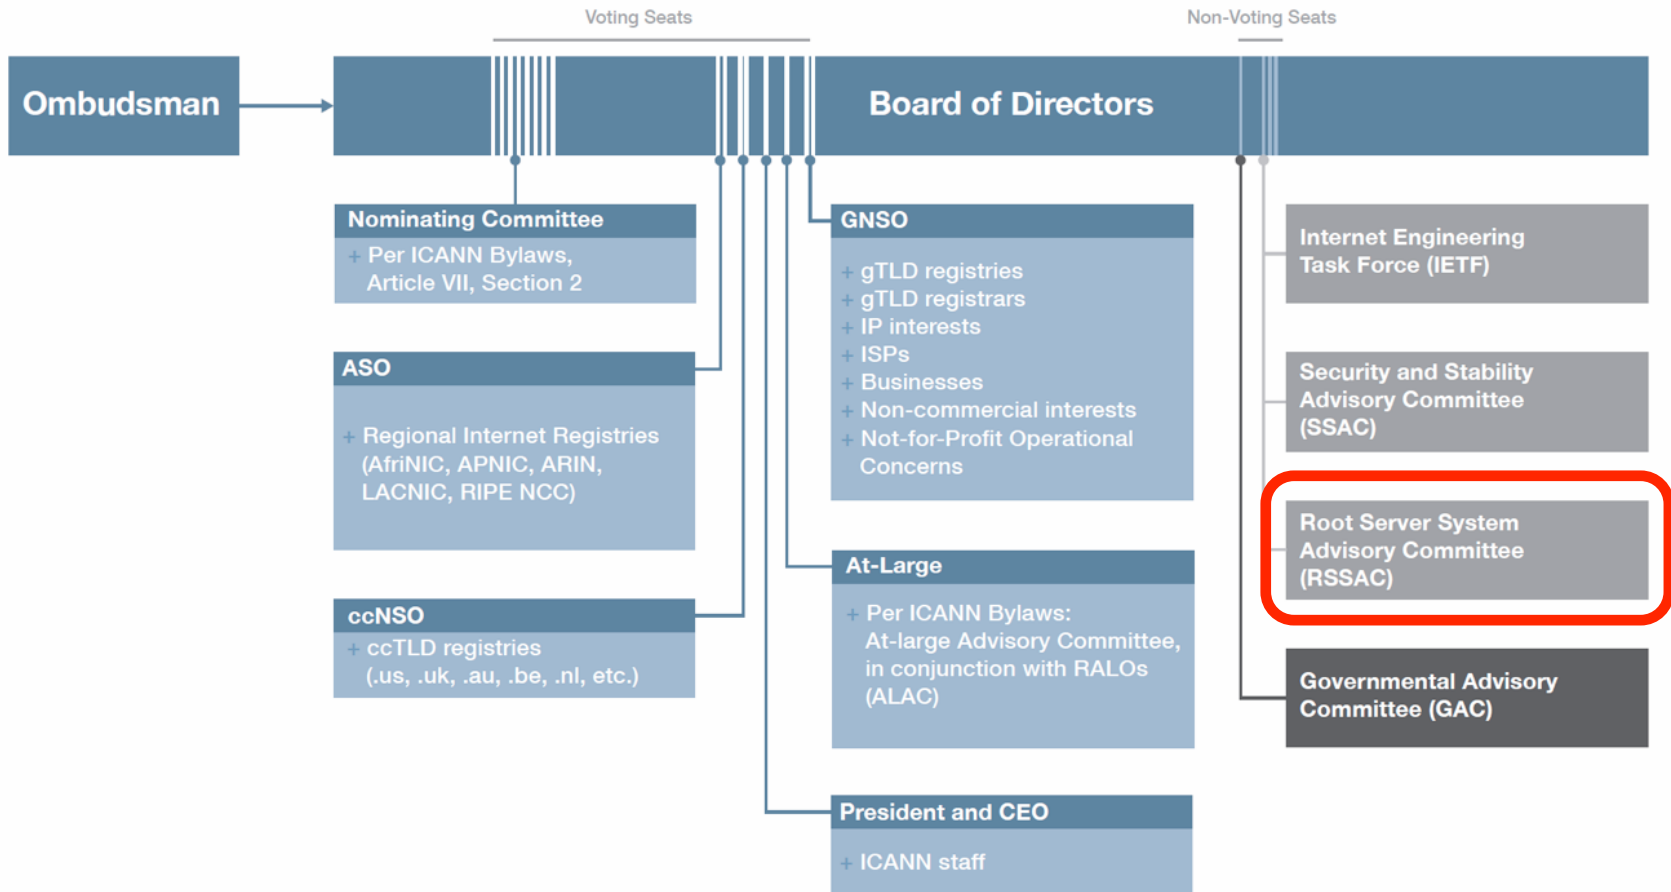 Voting Seats
Non-Voting Seats
Ombudsman
Board of Directors
Nominating Committee
+ Per ICANN Bylaws,
Article VII, Section 2
ASO
+ Regional Internet Registries
(AfriNIC, APNIC, ARIN,
LACNIC, RIPE NCC)
ccNSO
+ ccTLD registries
(.us, .uk, .au, .be, .nl, etc.)
GNSO
+ gTLD registries
+ gTLD registrars
+ IP interests
+ ISPs
+ Businesses
+ Non-commercial interests
+ Not-for-Profit Operational
Concerns
At-Large
+ Per ICANN Bylaws:
At-large Advisory Committee,
in conjunction with RALOs
(ALAC)
President and CEO
+ ICANN staff
Internet Engineering
Task Force (IETF)
Security and Stability
Advisory Committee
(SSAC)
Root Server System
Advisory Committee
(RSSAC)
Governmental Advisory
Committee (GAC)